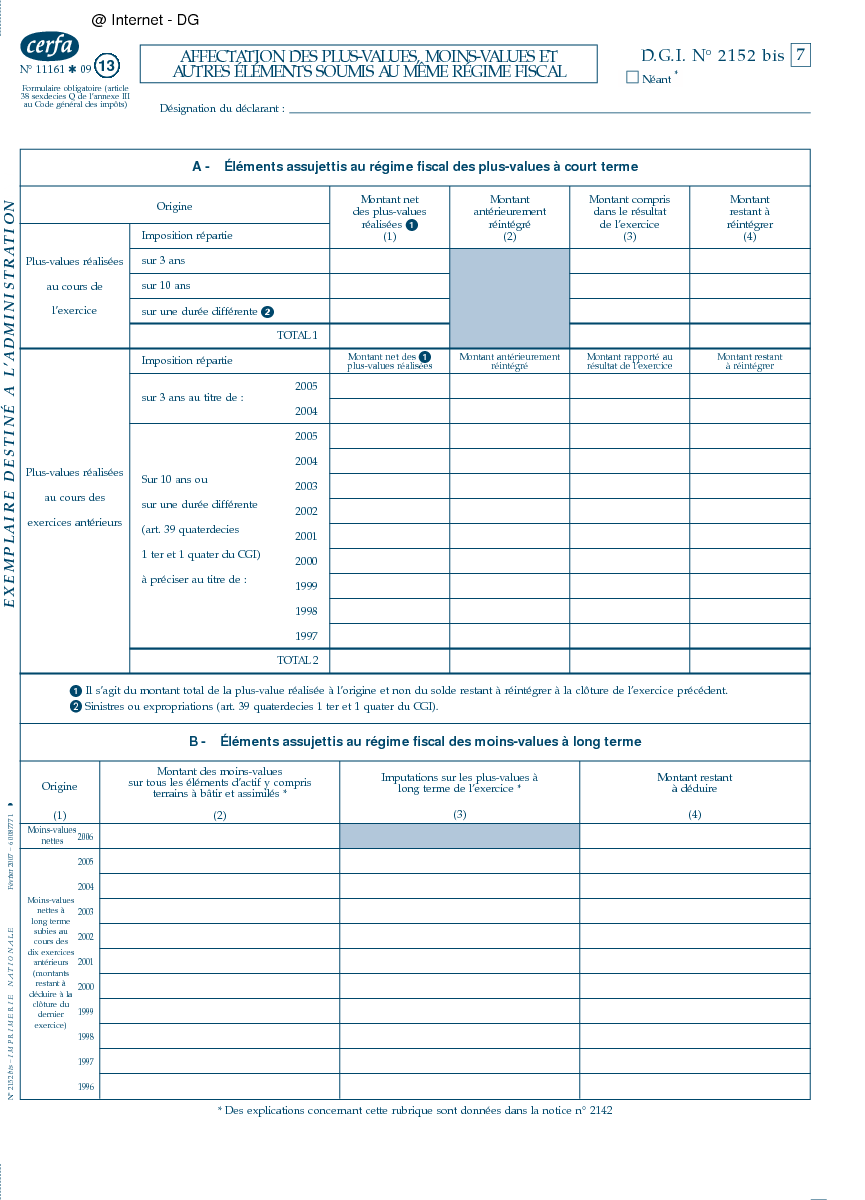 @ Internet - DG
cerfa
N° 11161 ✱ 09
13
Formulaire obligatoire (article
38 sexdecies Q de l'annexe III
au Code général des impôts)
AFFECTATION DES PLUS-VALUES, MOINS-VALUES ET
AUTRES ÉLÉMENTS SOUMIS AU MÊME RÉGIME FISCAL
D.G.I. N° 2152 bis 7
Néant *
Désignation du déclarant :
EXEMPLAIRE DESTINÉ A L'ADMINISTRATION
A - Éléments assujettis au régime fiscal des plus-values à court terme
Origine
Montant net
des plus-values
réalisées ❶
(1)
Montant
antérieurement
réintégré
(2)
Montant compris
dans le résultat
de l'exercice
(3)
Montant
restant à
réintégrer
(4)
Imposition répartie
Plus-values réalisées
au cours de
l'exercice
sur 3 ans
sur 10 ans
sur une durée différente ❷
TOTAL 1
Imposition répartie
Montant net des ❶
plus-values réalisées
Montant antérieurement
réintégré
Montant rapporté au
résultat de l'exercice
Montant restant
à réintégrer
Plus-values réalisées
au cours des
exercices antérieurs
sur 3 ans au titre de :
2005
2004
Sur 10 ans ou
sur une durée différente
(art. 39 quaterdecies
1 ter et 1 quater du CGI)
à préciser au titre de :
2005
2004
2003
2002
2001
2000
1999
1998
1997
TOTAL 2
❶ Il s'agit du montant total de la plus-value réalisée à l'origine et non du solde restant à réintégrer à la clôture de l'exercice précédent.
❷ Sinistres ou expropriations (art. 39 quaterdecies 1 ter et 1 quater du CGI).
B - Éléments assujettis au régime fiscal des moins-values à long terme
Origine
(1)
Montant des moins-values
sur tous les éléments d'actif y compris
terrains à bâtir et assimilés *
(2)
Imputations sur les plus-values à
long terme de l'exercice *
(3)
Montant restant
à déduire
(4)
Moins-values
nettes
2006
Moins-values
nettes à
long terme
subies au
cours des
dix exercices
antérieurs
(montants
restant à
déduire à la
clôture du
dernier
exercice)
2005
2004
2003
2002
2001
2000
1999
1998
1997
1996
N° 2152 bis – IMPRIMERIE NATIONALE
Février 2007 – 6 008777 1
* Des explications concernant cette rubrique sont données dans la notice n° 2142